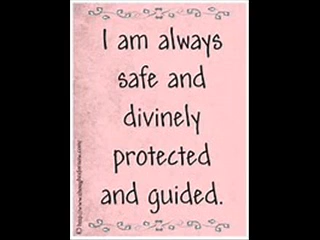 I am always
safe and
divinely
protected
and guided.